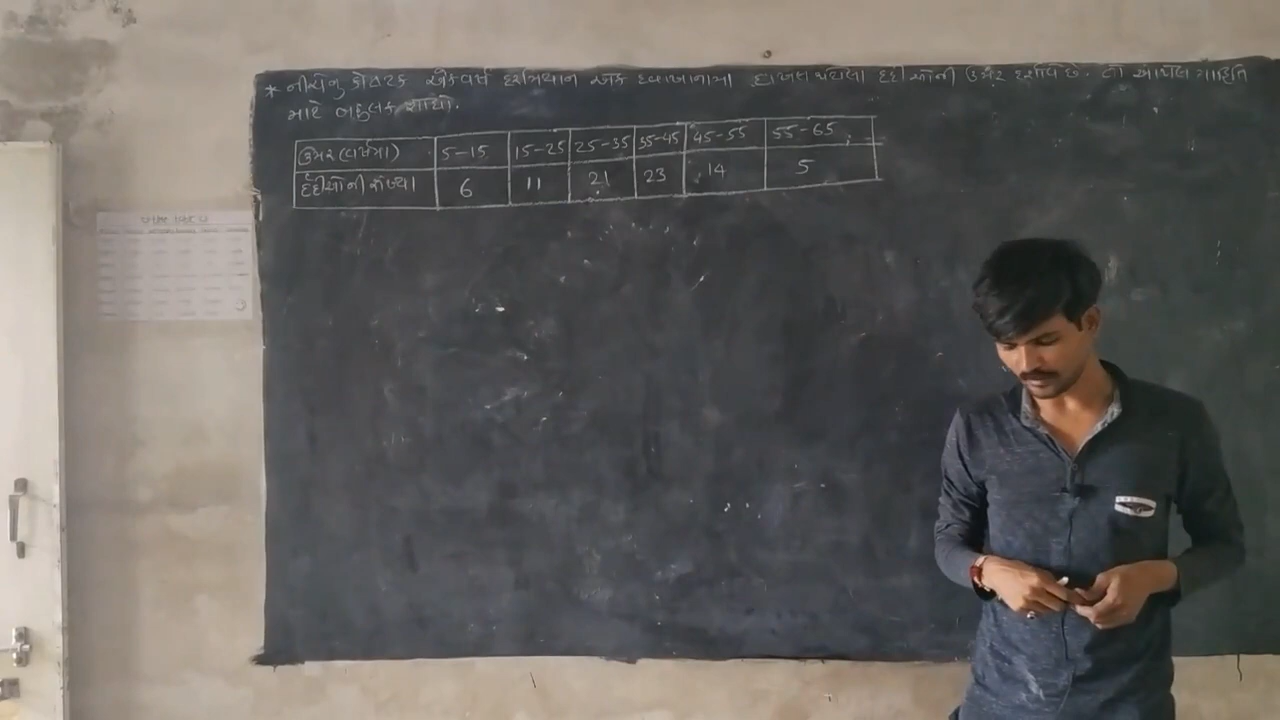 * નીચેનું કોષ્ટક એકવર્ષ દરમિયાન એક દવાખાનામાં દાખલ થયેલા દર્દીઓની ઉંમર દર્શાવે છે. તો આપેલ માહિતિ
માટે બહુલક શોધો.
ઉંમર (વર્ષમાં) 5-15 15-25 25-35 35-45 45-55 55-65
દર્દીઓની સંખ્યા 6 11 21 23 14 5